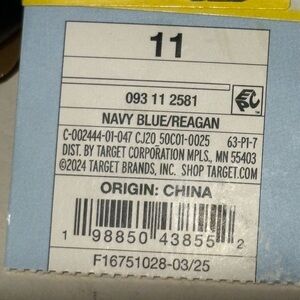 11
093 11 2581
EPC
NAVY BLUE/REAGAN
C-002444-01-047 CJ20 50C01-0025 63-P1-7
DIST. BY TARGET CORPORATION MPLS., MN 55403
©2024 TARGET BRANDS, INC. SHOP TARGET.COM
ORIGIN: CHINA
1 98850 43855 2
F16751028-03/25